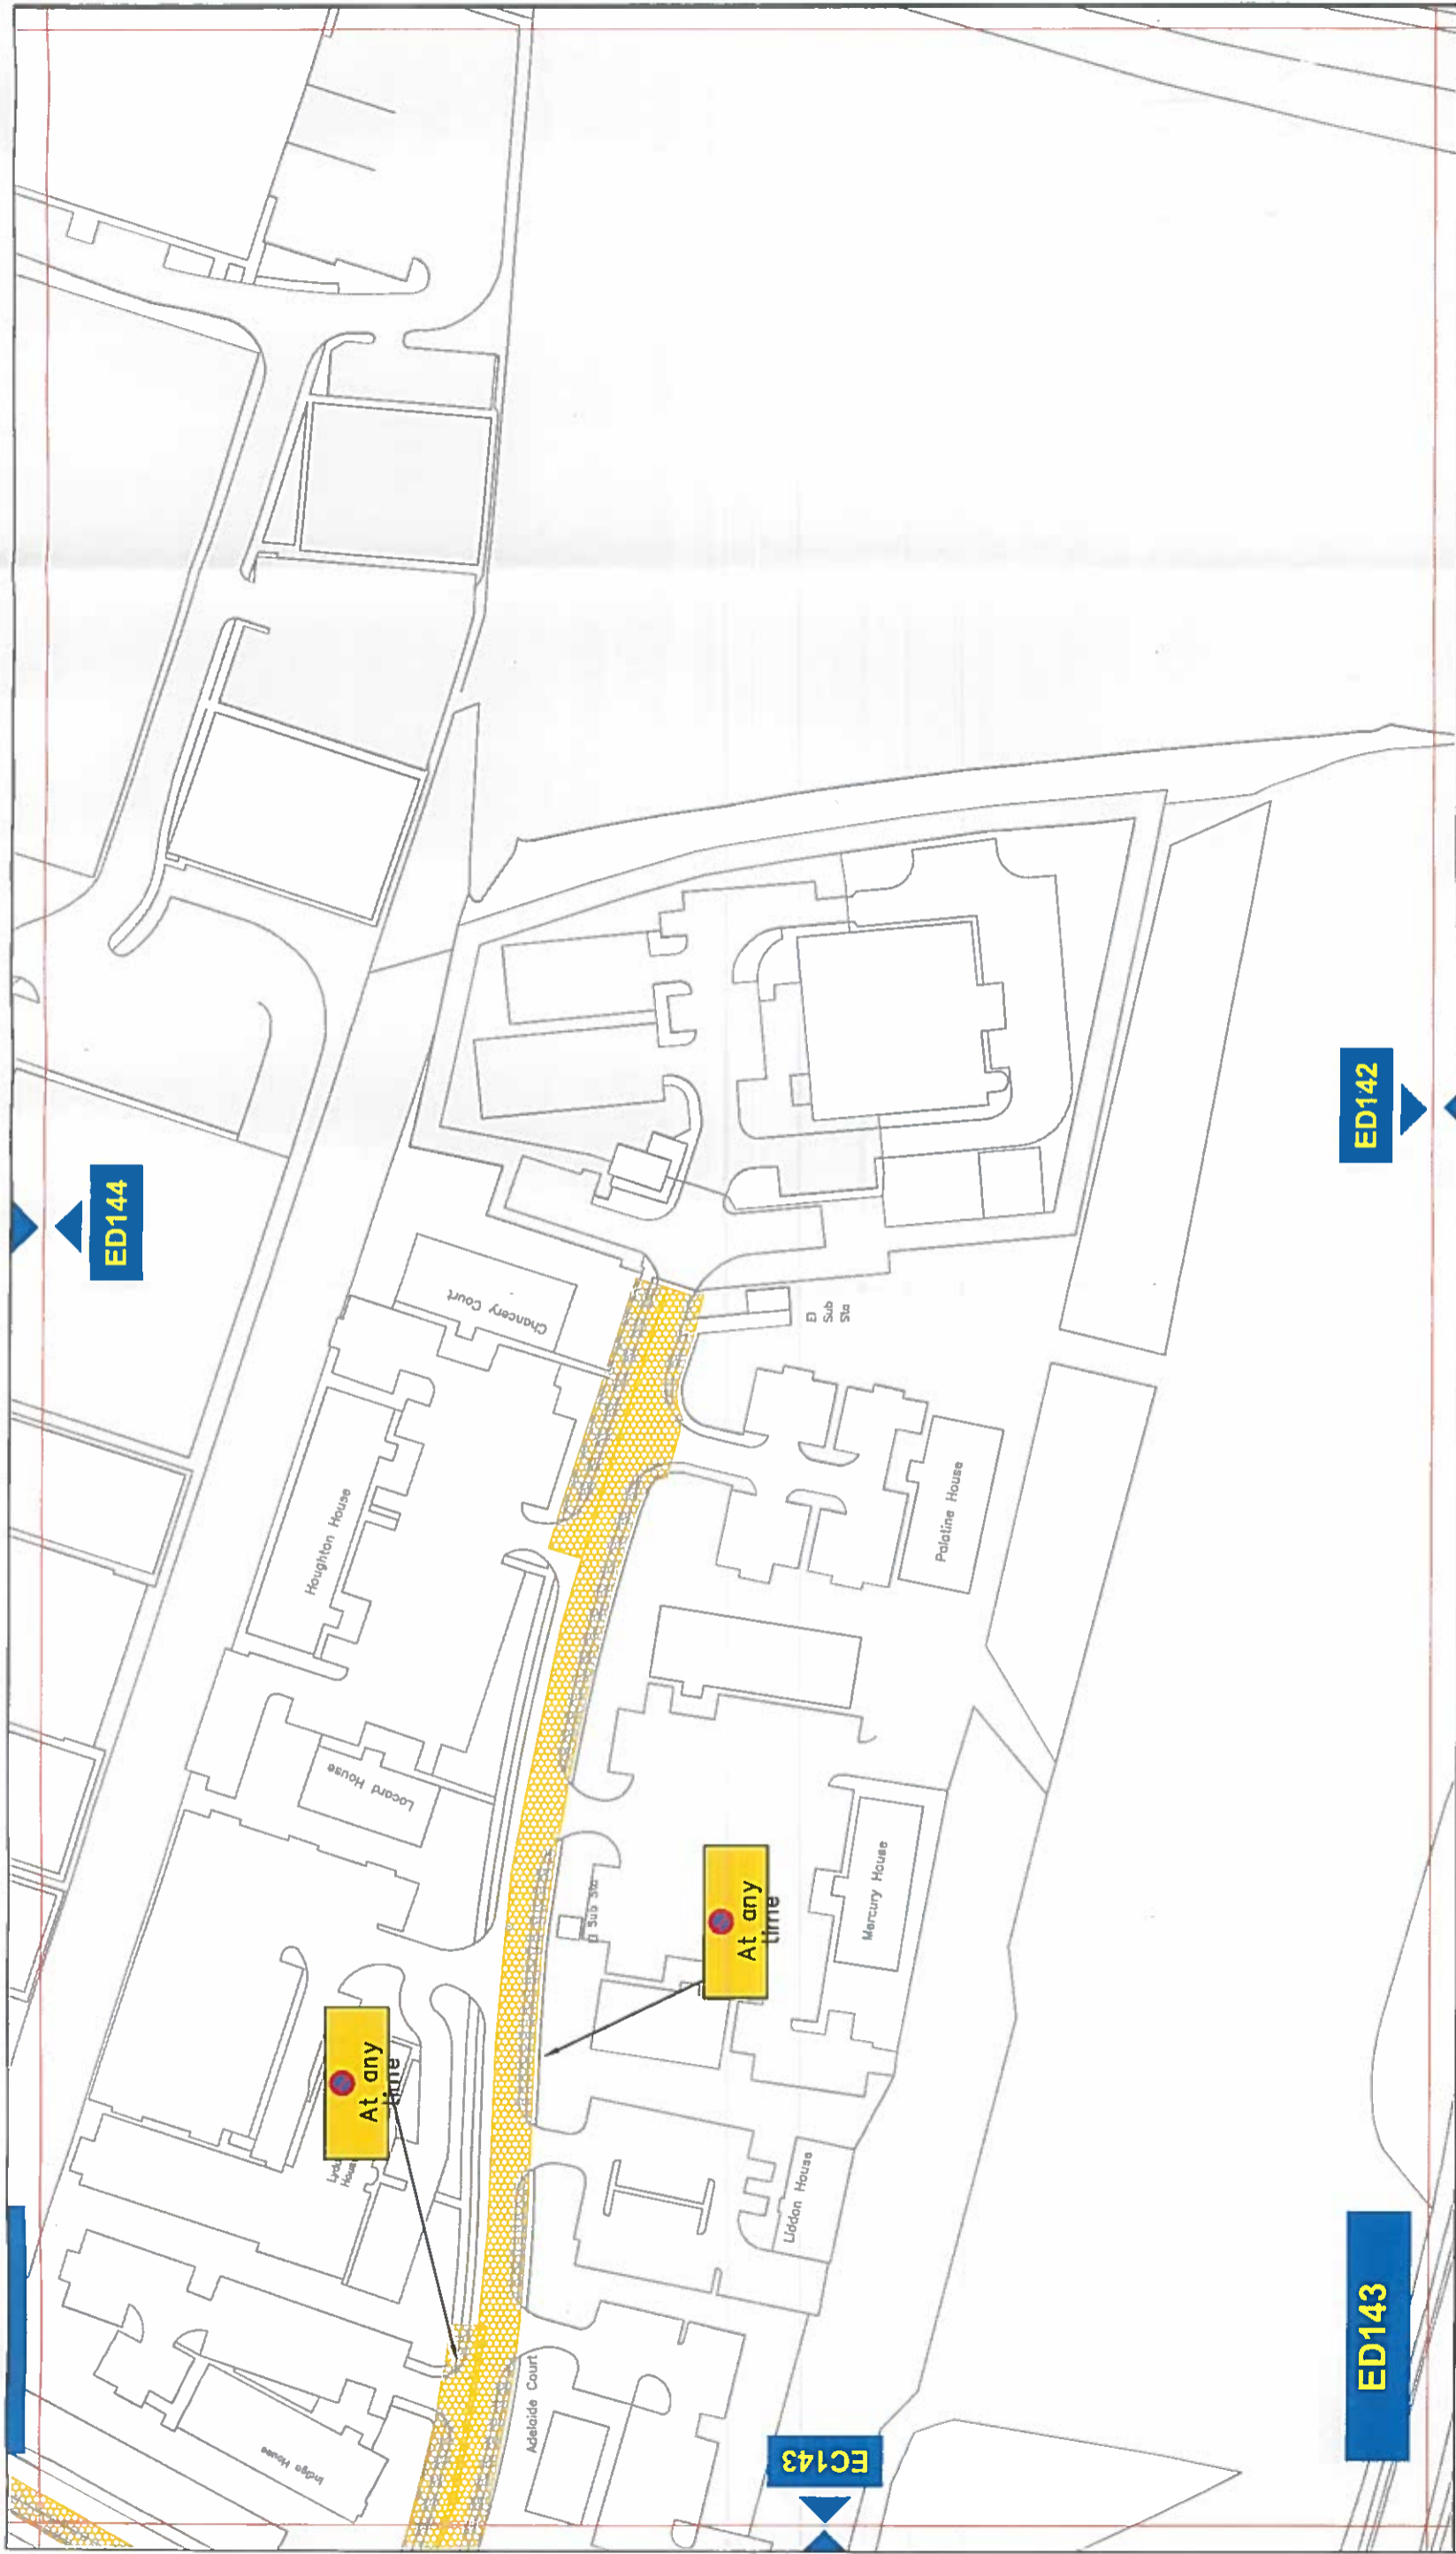 ED144
ED142
Chancery Court
El
Sub
Sta
Houghton House
Palatine House
Locard House
El Sub Sta
Mercury House
At any
time
At any
time
House
Liddon House
Adelaide Court
Indigo House
EC143
ED143